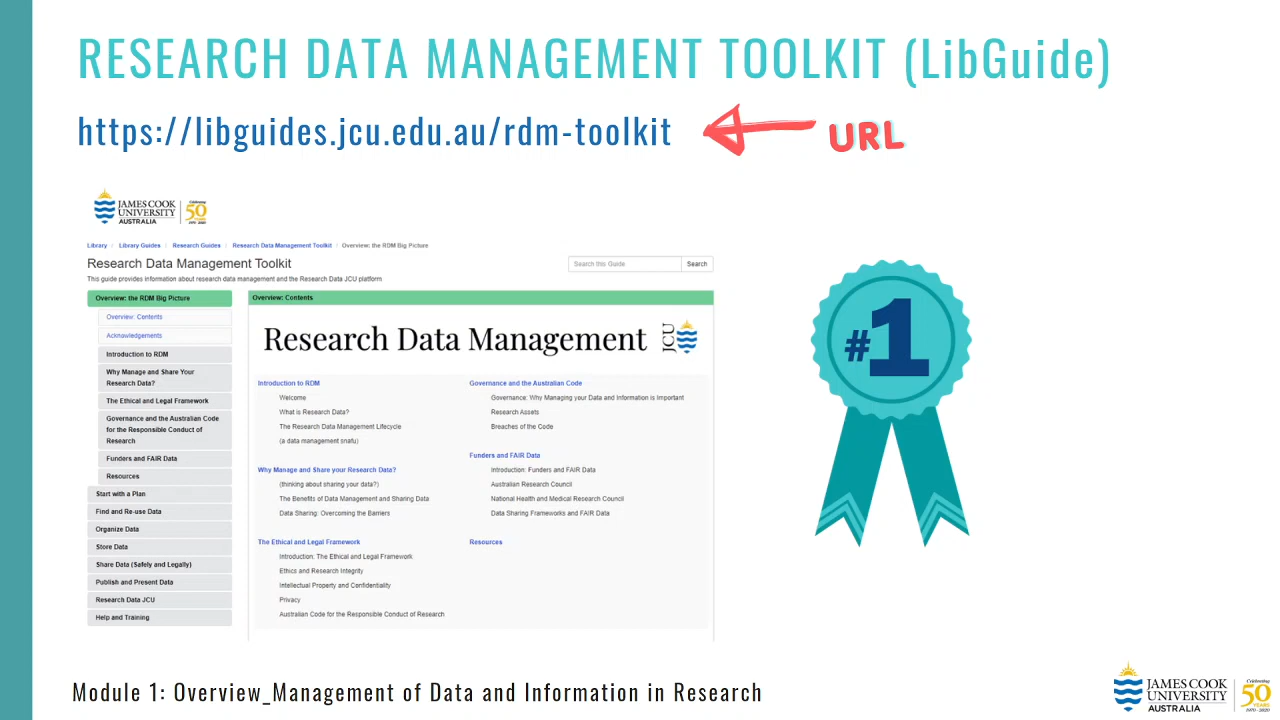 RESEARCH DATA MANAGEMENT TOOLKIT (LibGuide)
https://libguides.jcu.edu.au/rdm-toolkit
URL
JAMES COOK
UNIVERSITY
AUSTRALIA
Celebrating
50
YEARS
1970 - 2020
Library / Library Guides / Research Guides / Research Data Management Toolkit / Overview: the RDM Big Picture
Research Data Management Toolkit
Search this Guide
Search
This guide provides information about research data management and the Research Data JCU platform
Overview: the RDM Big Picture
Overview: Contents
Acknowledgements
Introduction to RDM
Why Manage and Share Your
Research Data?
The Ethical and Legal Framework
Governance and the Australian Code
for the Responsible Conduct of
Research
Funders and FAIR Data
Resources
Start with a Plan
Find and Re-use Data
Organize Data
Store Data
Share Data (Safely and Legally)
Publish and Present Data
Research Data JCU
Help and Training
Overview: Contents
Research Data Management
JCU
Introduction to RDM
Welcome
What is Research Data?
The Research Data Management Lifecycle
(a data management snafu)
Why Manage and Share your Research Data?
(thinking about sharing your data?)
The Benefits of Data Management and Sharing Data
Data Sharing: Overcoming the Barriers
The Ethical and Legal Framework
Introduction: The Ethical and Legal Framework
Ethics and Research Integrity
Intellectual Property and Confidentiality
Privacy
Australian Code for the Responsible Conduct of Research
Governance and the Australian Code
Governance: Why Managing your Data and Information is Important
Research Assets
Breaches of the Code
Funders and FAIR Data
Introduction: Funders and FAIR Data
Australian Research Council
National Health and Medical Research Council
Data Sharing Frameworks and FAIR Data
Resources
#1
Module 1: Overview_Management of Data and Information in Research
JAMES COOK
UNIVERSITY
AUSTRALIA
Celebrating
50
YEARS
1970 - 2020